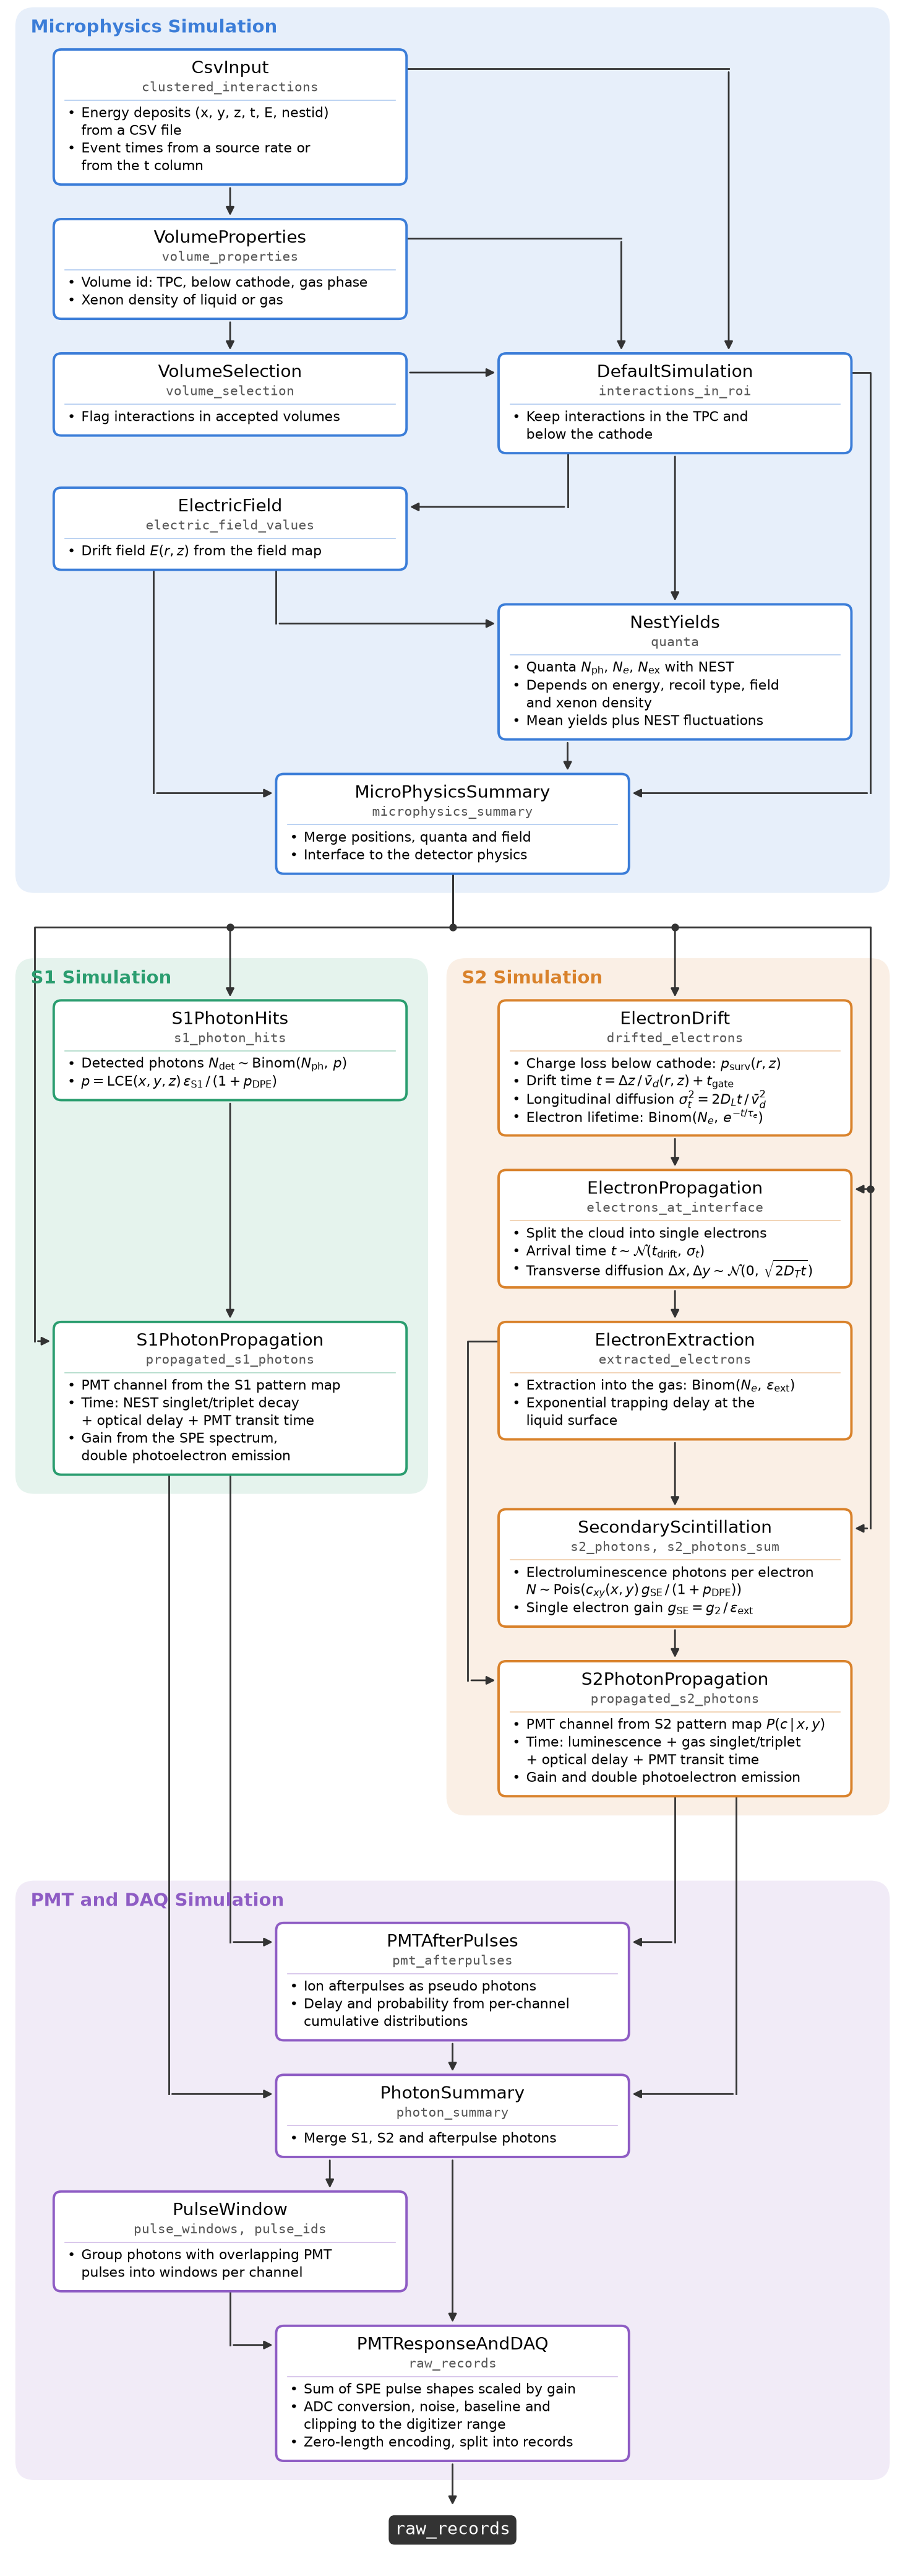 Microphysics Simulation
CsvInput
clustered_interactions
• Energy deposits (x, y, z, t, E, nestid)
from a CSV file
• Event times from a source rate or
from the t column
VolumeProperties
volume_properties
• Volume id: TPC, below cathode, gas phase
• Xenon density of liquid or gas
VolumeSelection
volume_selection
• Flag interactions in accepted volumes
DefaultSimulation
interactions_in_roi
• Keep interactions in the TPC and
below the cathode
ElectricField
electric_field_values
• Drift field E(r, z) from the field map
NestYields
quanta
• Quanta N_ph, N_e, N_ex with NEST
• Depends on energy, recoil type, field
and xenon density
• Mean yields plus NEST fluctuations
MicroPhysicsSummary
microphysics_summary
• Merge positions, quanta and field
• Interface to the detector physics
S1 Simulation
S1PhotonHits
s1_photon_hits
• Detected photons N_det ~ Binom(N_ph, p)
• p = LCE(x, y, z) ε_S1 / (1 + p_DPE)
S1PhotonPropagation
propagated_s1_photons
• PMT channel from the S1 pattern map
• Time: NEST singlet/triplet decay
+ optical delay + PMT transit time
• Gain from the SPE spectrum,
double photoelectron emission
S2 Simulation
ElectronDrift
drifted_electrons
• Charge loss below cathode: p_surv(r, z)
• Drift time t = Δz / v̄_d(r, z) + t_gate
• Longitudinal diffusion σ_t^2 = 2D_L t / v̄_d^2
• Electron lifetime: Binom(N_e, e^{−t/τ_e})
ElectronPropagation
electrons_at_interface
• Split the cloud into single electrons
• Arrival time t ~ 𝒩(t_drift, σ_t)
• Transverse diffusion Δx, Δy ~ 𝒩(0, √(2D_T t))
ElectronExtraction
extracted_electrons
• Extraction into the gas: Binom(N_e, ε_ext)
• Exponential trapping delay at the
liquid surface
SecondaryScintillation
s2_photons, s2_photons_sum
• Electroluminescence photons per electron
N ~ Pois(c_xy(x, y) g_SE / (1 + p_DPE))
• Single electron gain g_SE = g_2 / ε_ext
S2PhotonPropagation
propagated_s2_photons
• PMT channel from S2 pattern map P(c | x, y)
• Time: luminescence + gas singlet/triplet
+ optical delay + PMT transit time
• Gain and double photoelectron emission
PMT and DAQ Simulation
PMTAfterPulses
pmt_afterpulses
• Ion afterpulses as pseudo photons
• Delay and probability from per-channel
cumulative distributions
PhotonSummary
photon_summary
• Merge S1, S2 and afterpulse photons
PulseWindow
pulse_windows, pulse_ids
• Group photons with overlapping PMT
pulses into windows per channel
PMTResponseAndDAQ
raw_records
• Sum of SPE pulse shapes scaled by gain
• ADC conversion, noise, baseline and
clipping to the digitizer range
• Zero-length encoding, split into records
raw_records